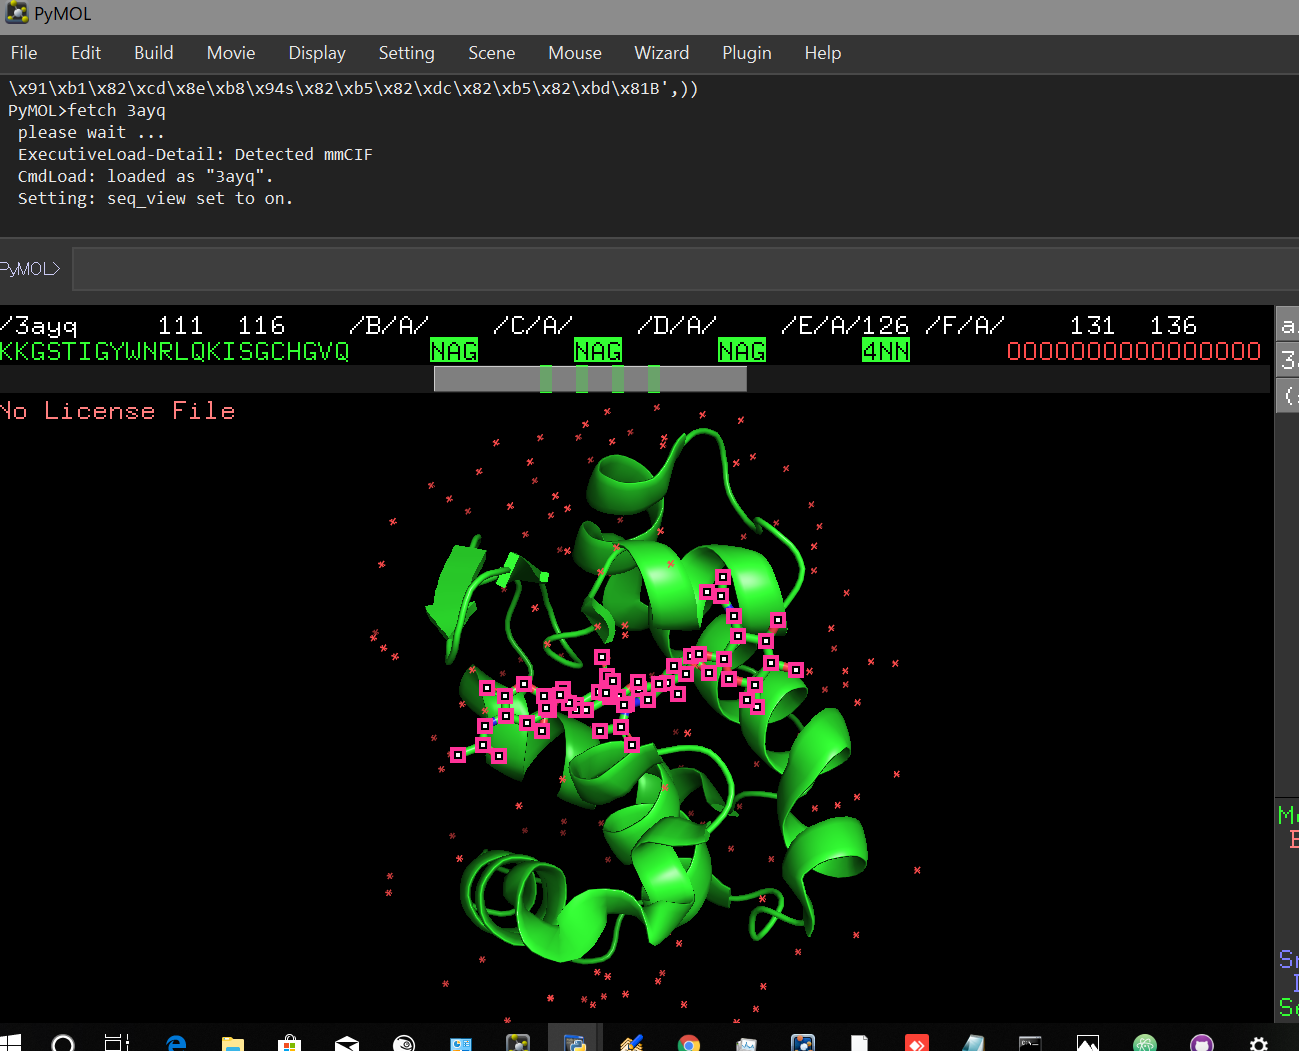 PyMOL
File Edit Build Movie Display Setting Scene Mouse Wizard Plugin Help
\x91\xb1\x82\xcd\x8e\xb8\x94s\x82\xb5\x82\xdc\x82\xb5\x82\xbd\x81B',))
PyMOL>fetch 3ayq
please wait ...
ExecutiveLoad-Detail: Detected mmCIF
CmdLoad: loaded as "3ayq".
Setting: seq_view set to on.
PyMOL>
/3ayq 111 116 /B/A/ /C/A/ /D/A/ /E/A/126 /F/A/ 131 136
KKGSTIGYWNRLQKISGCHGVQ NAG NAG NAG 4NN OOOOOOOOOOOOOOOO
No License File